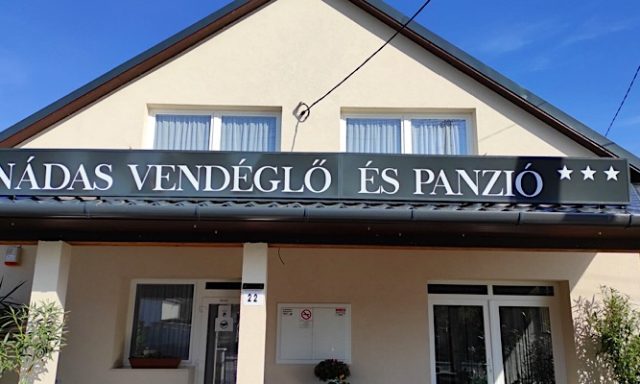 NÁDAS VENDÉGLŐ ÉS PANZIÓ ★★★
22